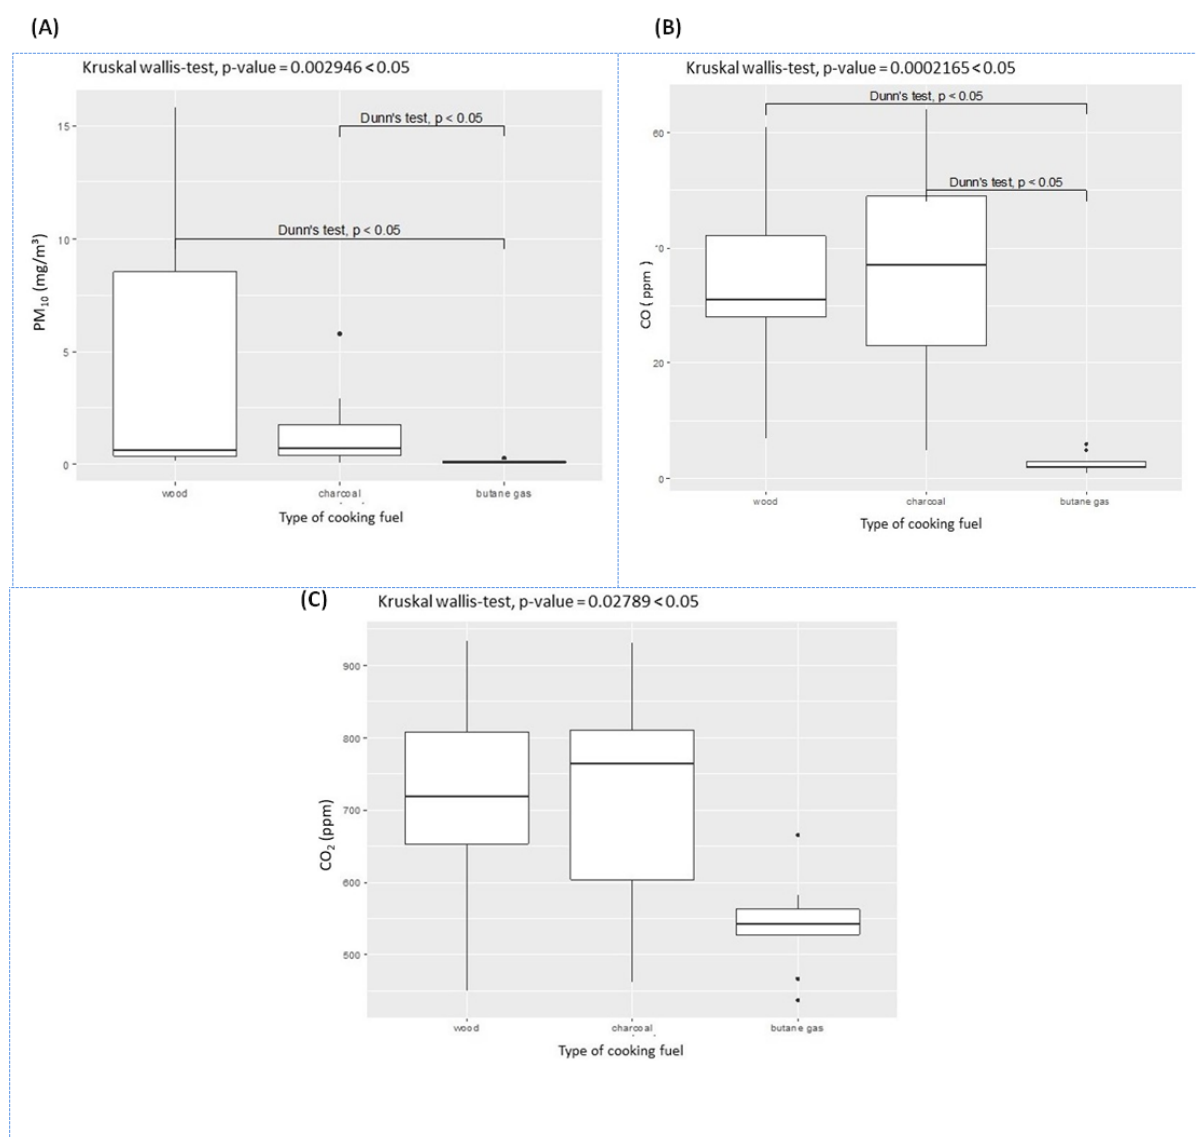 (A)
Kruskal wallis-test, p-value = 0.002946 < 0.05
Dunn's test, p < 0.05
Dunn's test, p < 0.05
PM₁₀ (mg/m³)
15
10
5
0
wood
charcoal
butane gas
Type of cooking fuel
(B)
Kruskal wallis-test, p-value = 0.0002165 < 0.05
Dunn's test, p < 0.05
Dunn's test, p < 0.05
CO ( ppm )
60
20
0
wood
charcoal
butane gas
Type of cooking fuel
(C)
Kruskal wallis-test, p-value = 0.02789 < 0.05
CO₂ (ppm)
900
800
700
600
500
wood
charcoal
butane gas
Type of cooking fuel